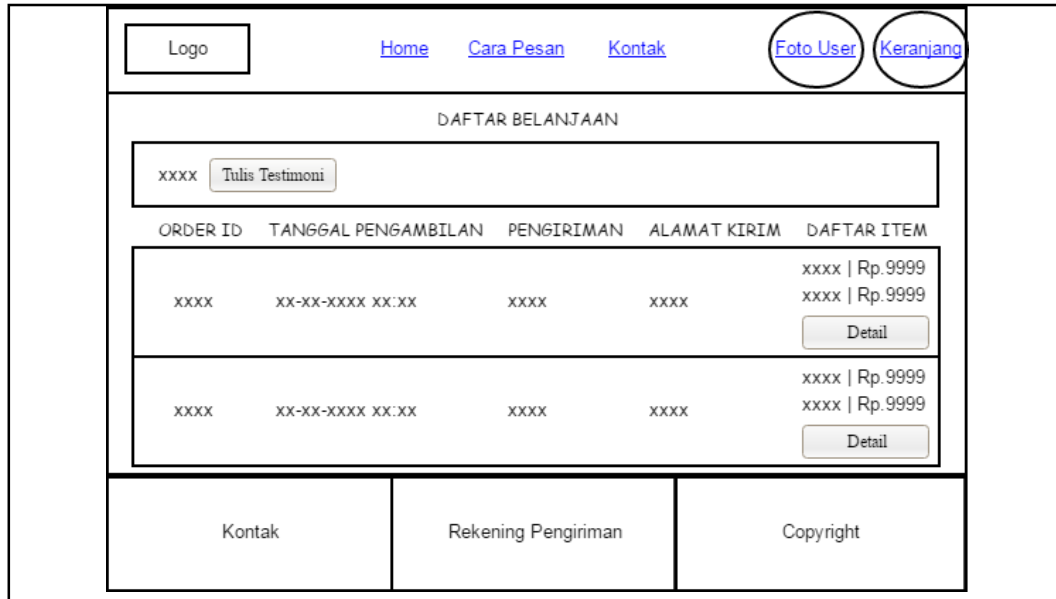 Logo Home Cara Pesan Kontak Foto User Keranjang
DAFTAR BELANJAAN
xxxx Tulis Testimoni
ORDER ID TANGGAL PENGAMBILAN PENGIRIMAN ALAMAT KIRIM DAFTAR ITEM
xxxx | Rp.9999
xxxx xx-xx-xxxx xx:xx xxxx xxxx xxxx | Rp.9999
Detail
xxxx | Rp.9999
xxxx xx-xx-xxxx xx:xx xxxx xxxx xxxx | Rp.9999
Detail
Kontak Rekening Pengiriman Copyright